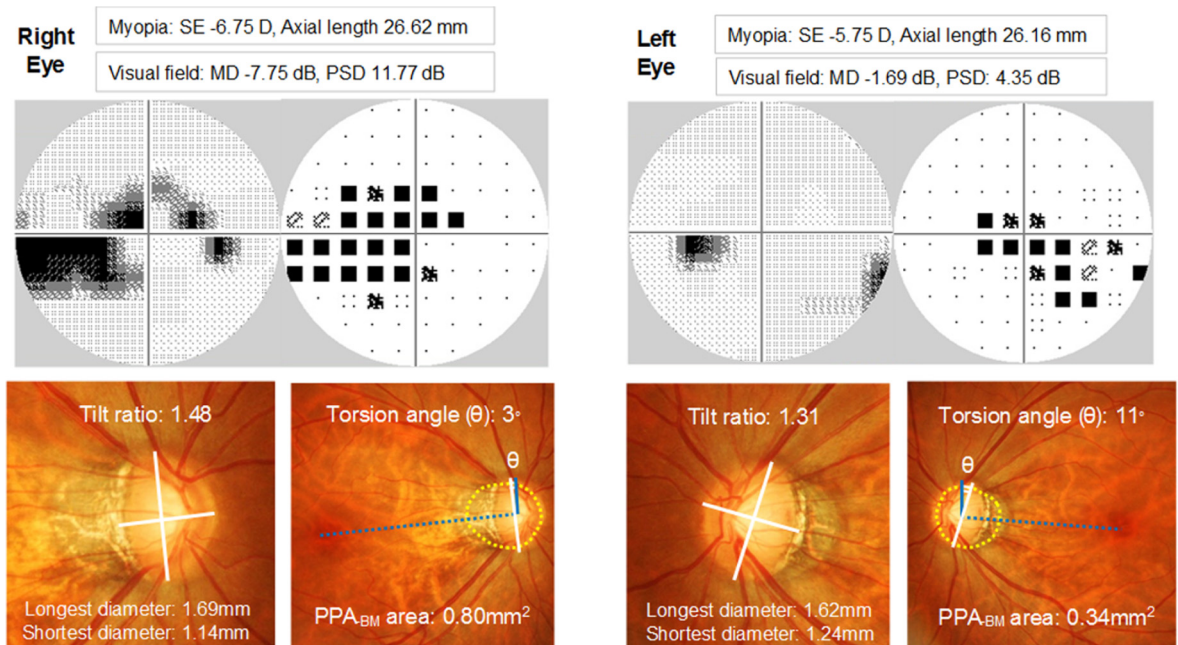 Right
Eye
Myopia: SE -6.75 D, Axial length 26.62 mm
Visual field: MD -7.75 dB, PSD 11.77 dB
Left
Eye
Myopia: SE -5.75 D, Axial length 26.16 mm
Visual field: MD -1.69 dB, PSD: 4.35 dB
Tilt ratio: 1.48
Longest diameter: 1.69mm
Shortest diameter: 1.14mm
Torsion angle (θ): 3°
θ
PPA-BM area: 0.80mm²
Tilt ratio: 1.31
Longest diameter: 1.62mm
Shortest diameter: 1.24mm
Torsion angle (θ): 11°
θ
PPA-BM area: 0.34mm²